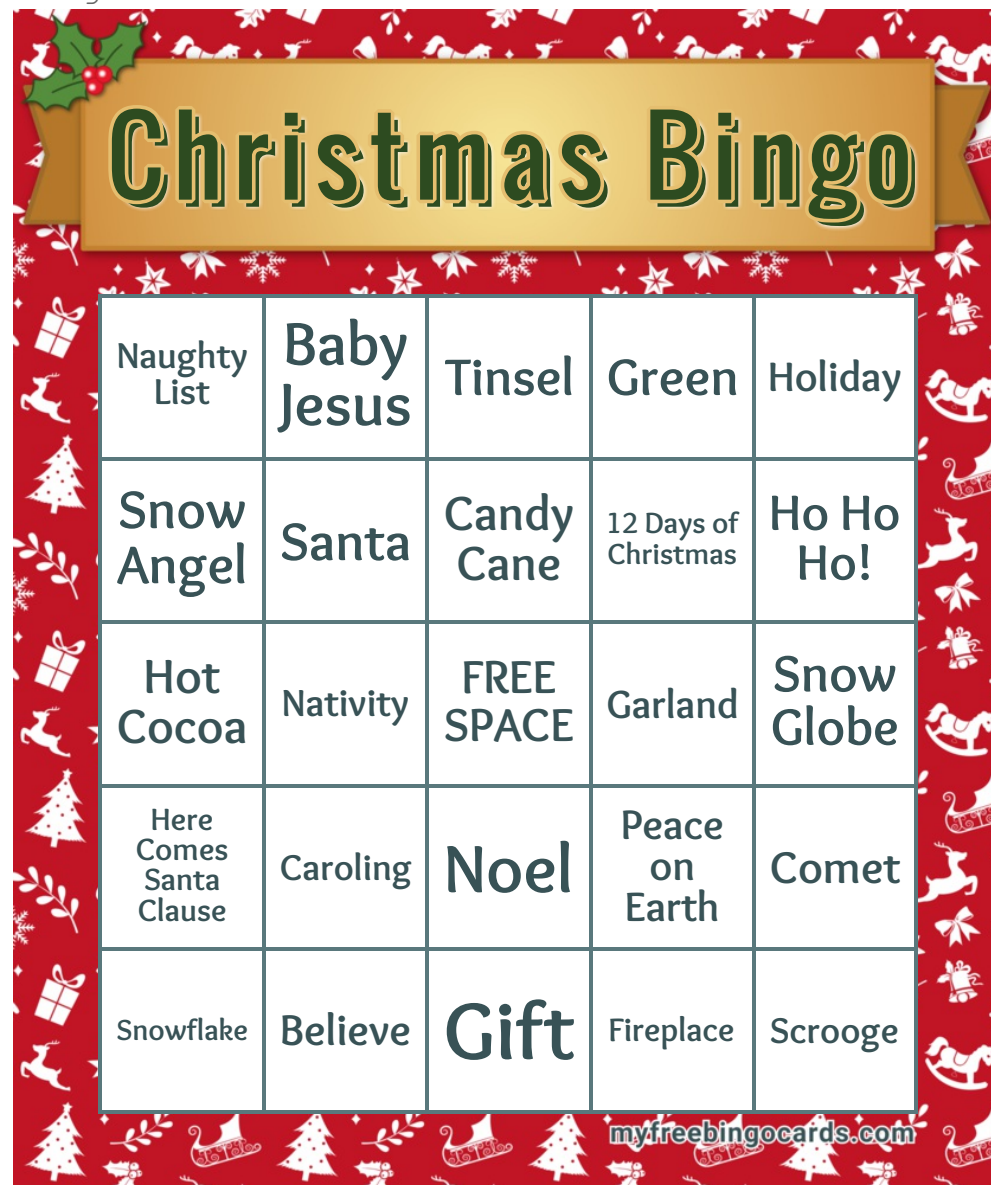 Christmas Bingo
Naughty
List
Baby
Jesus
Tinsel
Green
Holiday
Snow
Angel
Santa
Candy
Cane
12 Days of
Christmas
Ho Ho
Ho!
Hot
Cocoa
Nativity
FREE
SPACE
Garland
Snow
Globe
Here
Comes
Santa
Clause
Caroling
Noel
Peace
on
Earth
Comet
Snowflake
Believe
Gift
Fireplace
Scrooge
myfreebingocards.com